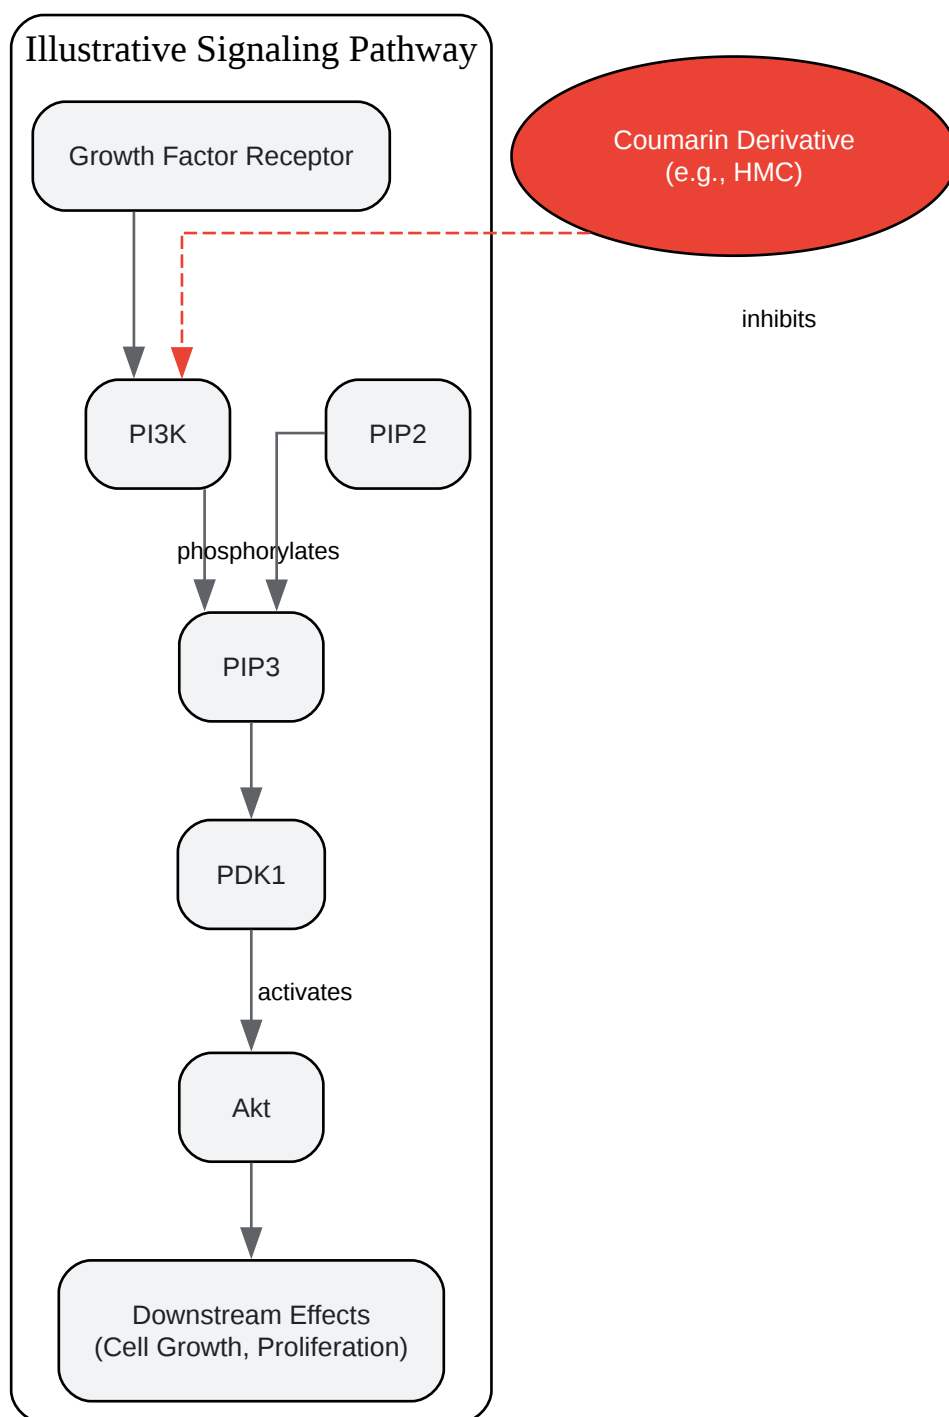 Illustrative Signaling Pathway
Growth Factor Receptor
Coumarin Derivative
(e.g., HMC)
inhibits
PI3K
PIP2
phosphorylates
PIP3
PDK1
activates
Akt
Downstream Effects
(Cell Growth, Proliferation)